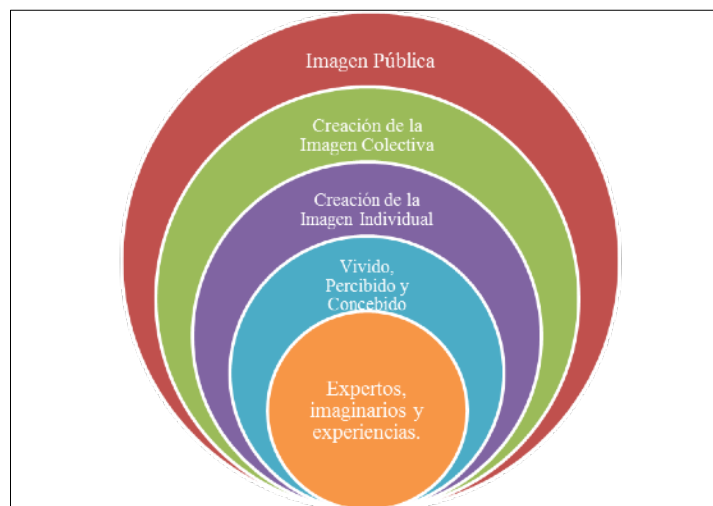 Imagen Pública
Creación de la
Imagen Colectiva
Creación de la
Imagen Individual
Vivido,
Percibido y
Concebido
Expertos,
imaginarios y
experiencias.